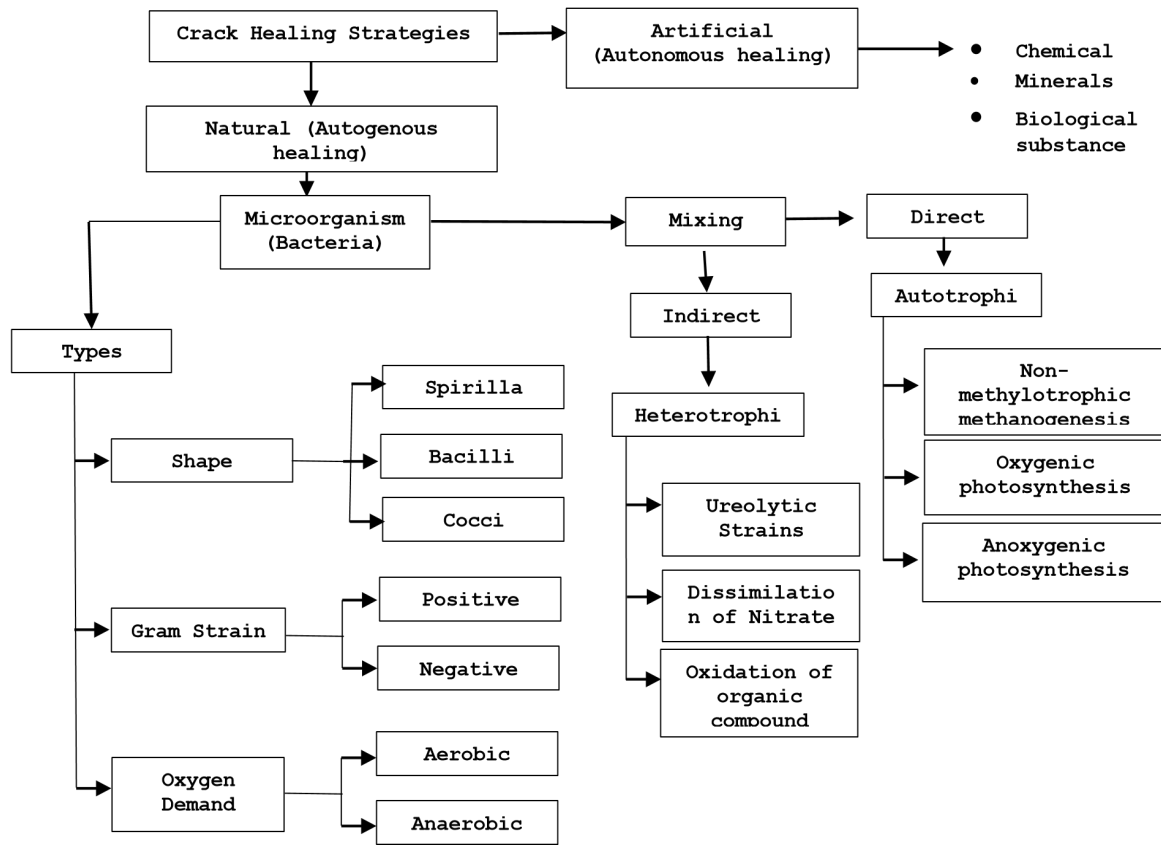 Crack Healing Strategies
Artificial
(Autonomous healing)
● Chemical
• Minerals
● Biological
substance
Natural (Autogenous
healing)
Microorganism
(Bacteria)
Mixing
Direct
Indirect
Autotrophi
Types
Heterotrophi
Non-
methylotrophic
methanogenesis
Oxygenic
photosynthesis
Anoxygenic
photosynthesis
Shape
Spirilla
Bacilli
Cocci
Ureolytic
Strains
Dissimilatio
n of Nitrate
Oxidation of
organic
compound
Gram Strain
Positive
Negative
Oxygen
Demand
Aerobic
Anaerobic